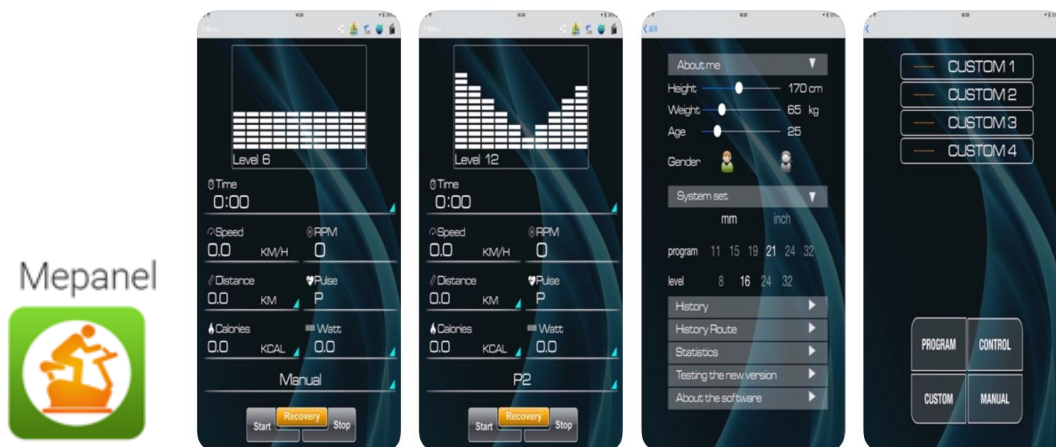 Mepanel
Menu
Level 6
Time
0:00
Speed
RPM
0.0 KM/H 0
Distance
Pulse
0.0 KM P
Calories
Watt
0.0 KCAL 0.0
Manual
Start Recovery Stop
Menu
Level 12
Time
0:00
Speed
RPM
0.0 KM/H 0
Distance
Pulse
0.0 KM P
Calories
Watt
0.0 KCAL 0.0
P2
Start Recovery Stop
About me
Height 170 cm
Weight 65 kg
Age 25
Gender
System set
mm inch
program 11 15 19 21 24 32
level 8 16 24 32
History
History Route
Statistics
Testing the new version
About the software
CUSTOM 1
CUSTOM 2
CUSTOM 3
CUSTOM 4
PROGRAM CONTROL
CUSTOM MANUAL